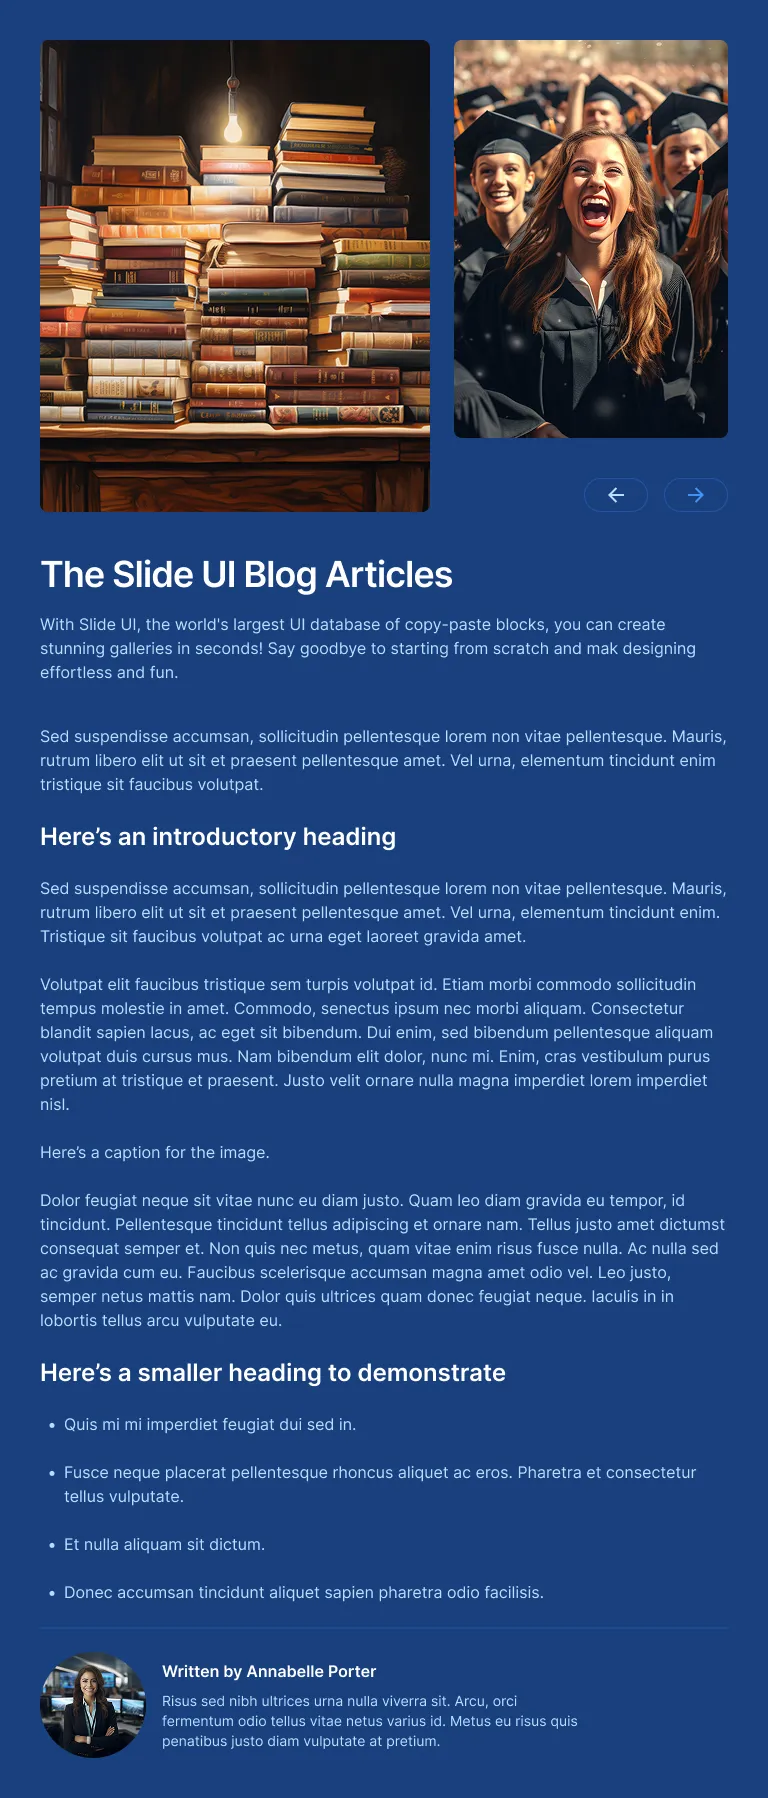 The Slide UI Blog Articles
With Slide UI, the world's largest UI database of copy-paste blocks, you can create
stunning galleries in seconds! Say goodbye to starting from scratch and mak designing
effortless and fun.
Sed suspendisse accumsan, sollicitudin pellentesque lorem non vitae pellentesque. Mauris,
rutrum libero elit ut sit et praesent pellentesque amet. Vel urna, elementum tincidunt enim
tristique sit faucibus volutpat.
Here’s an introductory heading
Sed suspendisse accumsan, sollicitudin pellentesque lorem non vitae pellentesque. Mauris,
rutrum libero elit ut sit et praesent pellentesque amet. Vel urna, elementum tincidunt enim.
Tristique sit faucibus volutpat ac urna eget laoreet gravida amet.
Volutpat elit faucibus tristique sem turpis volutpat id. Etiam morbi commodo sollicitudin
tempus molestie in amet. Commodo, senectus ipsum nec morbi aliquam. Consectetur
blandit sapien lacus, ac eget sit bibendum. Dui enim, sed bibendum pellentesque aliquam
volutpat duis cursus mus. Nam bibendum elit dolor, nunc mi. Enim, cras vestibulum purus
pretium at tristique et praesent. Justo velit ornare nulla magna imperdiet lorem imperdiet
nisl.
Here’s a caption for the image.
Dolor feugiat neque sit vitae nunc eu diam justo. Quam leo diam gravida eu tempor, id
tincidunt. Pellentesque tincidunt tellus adipiscing et ornare nam. Tellus justo amet dictumst
consequat semper et. Non quis nec metus, quam vitae enim risus fusce nulla. Ac nulla sed
ac gravida cum eu. Faucibus scelerisque accumsan magna amet odio vel. Leo justo,
semper netus mattis nam. Dolor quis ultrices quam donec feugiat neque. Iaculis in in
lobortis tellus arcu vulputate eu.
Here’s a smaller heading to demonstrate
• Quis mi mi imperdiet feugiat dui sed in.
• Fusce neque placerat pellentesque rhoncus aliquet ac eros. Pharetra et consectetur
tellus vulputate.
• Et nulla aliquam sit dictum.
• Donec accumsan tincidunt aliquet sapien pharetra odio facilisis.
Written by Annabelle Porter
Risus sed nibh ultrices urna nulla viverra sit. Arcu, orci
fermentum odio tellus vitae netus varius id. Metus eu risus quis
penatibus justo diam vulputate at pretium.